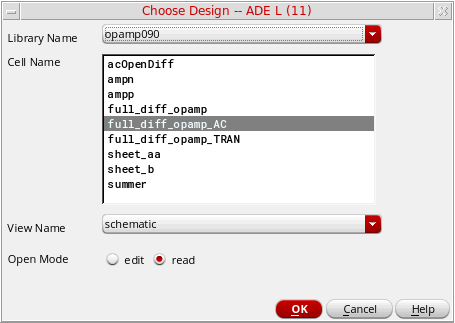 Choose Design -- ADE L (11)
Library Name
opamp090
Cell Name
acOpenDiff
ampn
ampp
full_diff_opamp
full_diff_opamp_AC
full_diff_opamp_TRAN
sheet_aa
sheet_b
summer
View Name
schematic
Open Mode
edit
read
OK
Cancel
Help